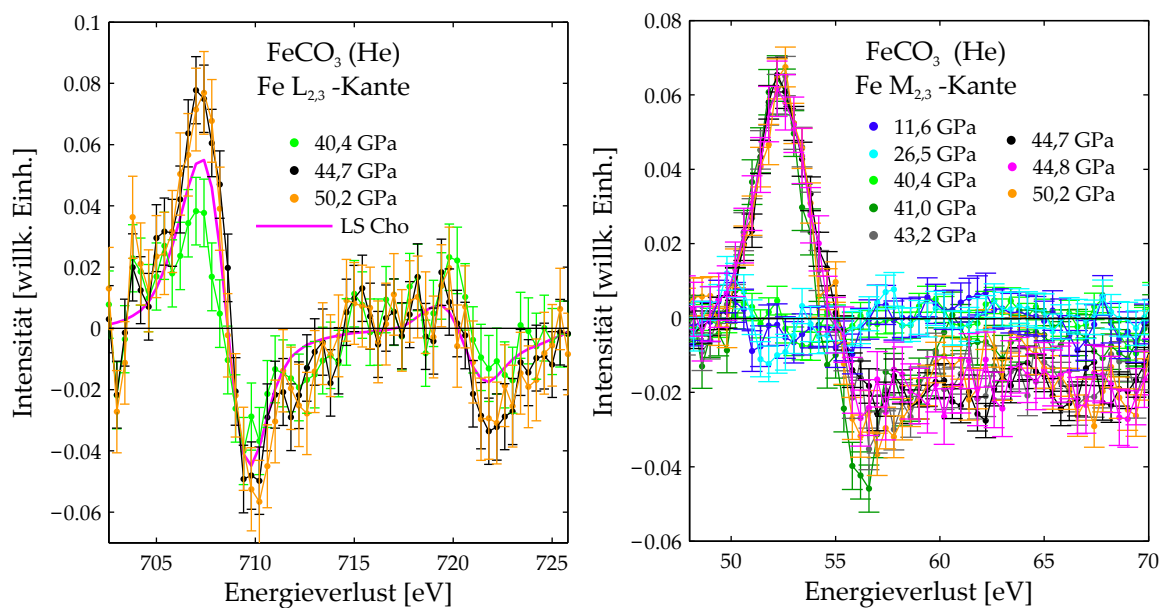 FeCO₃ (He)
Fe L₂,₃ -Kante
40,4 GPa
44,7 GPa
50,2 GPa
LS Cho
0.1
0.08
0.06
0.04
0.02
0
−0.02
−0.04
−0.06
705
710
715
720
725
Intensität [willk. Einh.]
Energieverlust [eV]
FeCO₃ (He)
Fe M₂,₃ -Kante
11,6 GPa
26,5 GPa
40,4 GPa
41,0 GPa
43,2 GPa
44,7 GPa
44,8 GPa
50,2 GPa
0.08
0.06
0.04
0.02
0
−0.02
−0.04
−0.06
50
55
60
65
70
Intensität [willk. Einh.]
Energieverlust [eV]